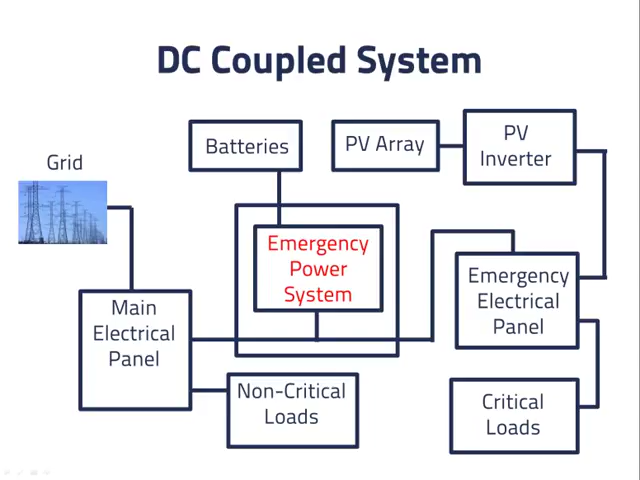 DC Coupled System
Grid
Batteries
PV Array
PV
Inverter
Emergency
Power
System
Emergency
Electrical
Panel
Main
Electrical
Panel
Non-Critical
Loads
Critical
Loads